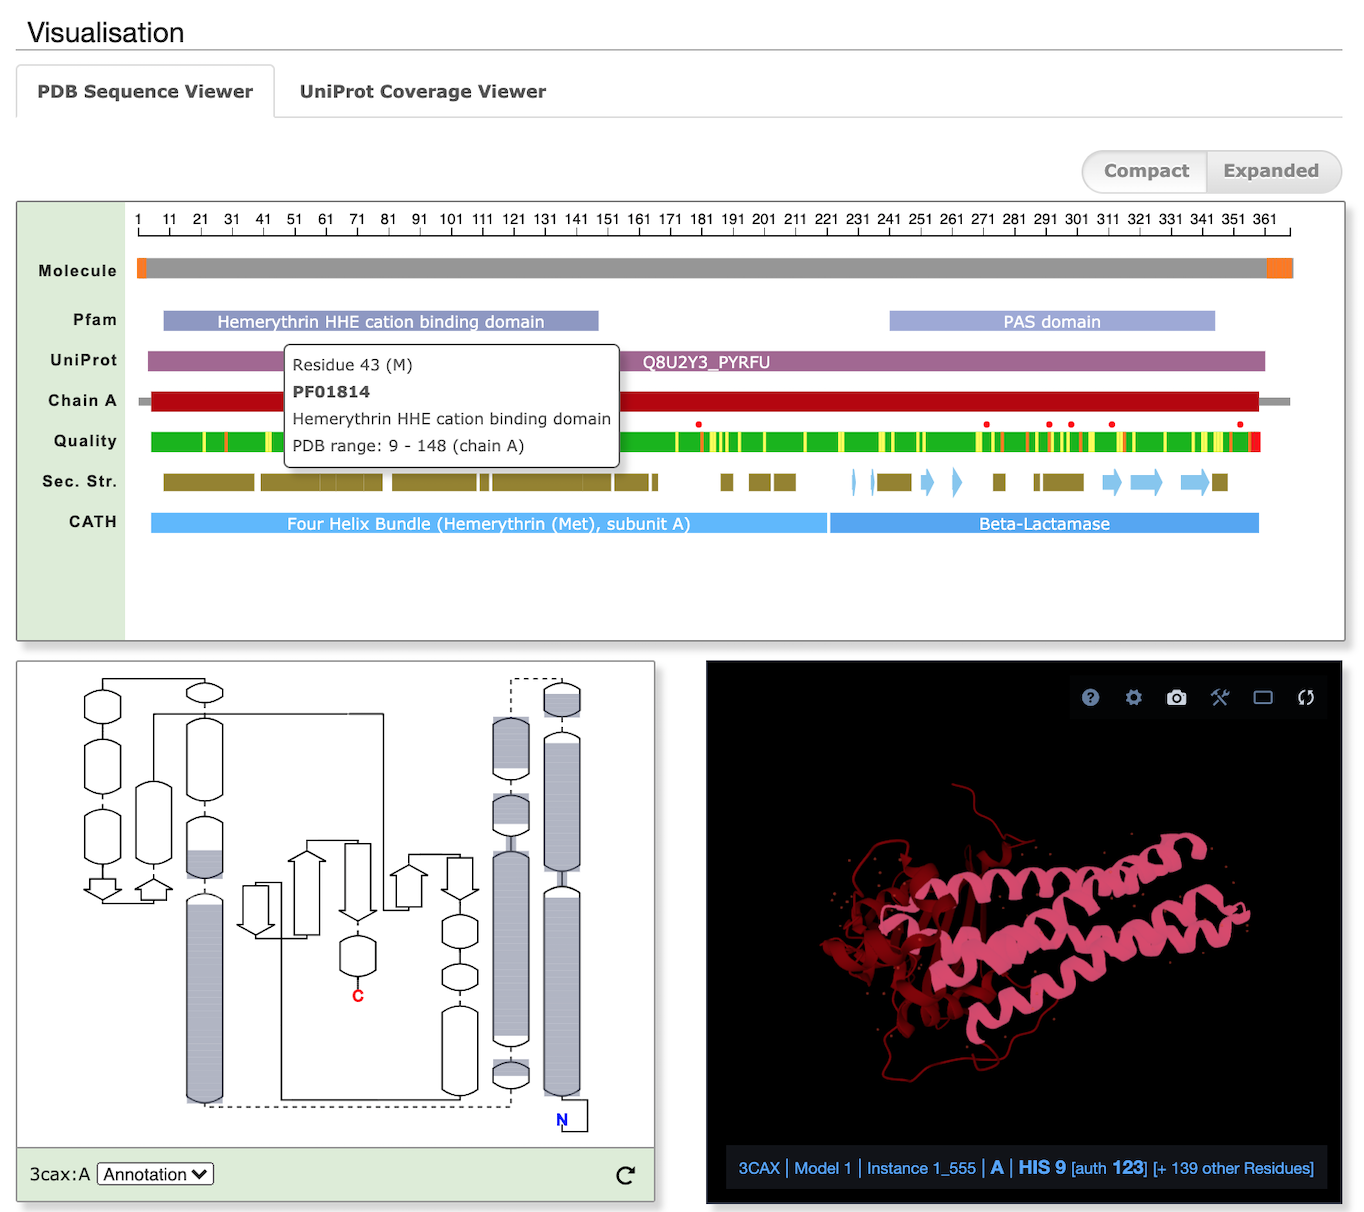 Visualisation
PDB Sequence Viewer
UniProt Coverage Viewer
Compact
Expanded
1 11 21 31 41 51 61 71 81 91 101 111 121 131 141 151 161 171 181 191 201 211 221 231 241 251 261 271 281 291 301 311 321 331 341 351 361
Molecule
Pfam
Hemerythrin HHE cation binding domain
PAS domain
UniProt
Q8U2Y3_PYRFU
Residue 43 (M)
PF01814
Hemerythrin HHE cation binding domain
PDB range: 9 - 148 (chain A)
Chain A
Quality
Sec. Str.
CATH
Four Helix Bundle (Hemerythrin (Met), subunit A)
Beta-Lactamase
?
C
N
3cax:A Annotation
3CAX | Model 1 | Instance 1_555 | A | HIS 9 [auth 123] [+ 139 other Residues]